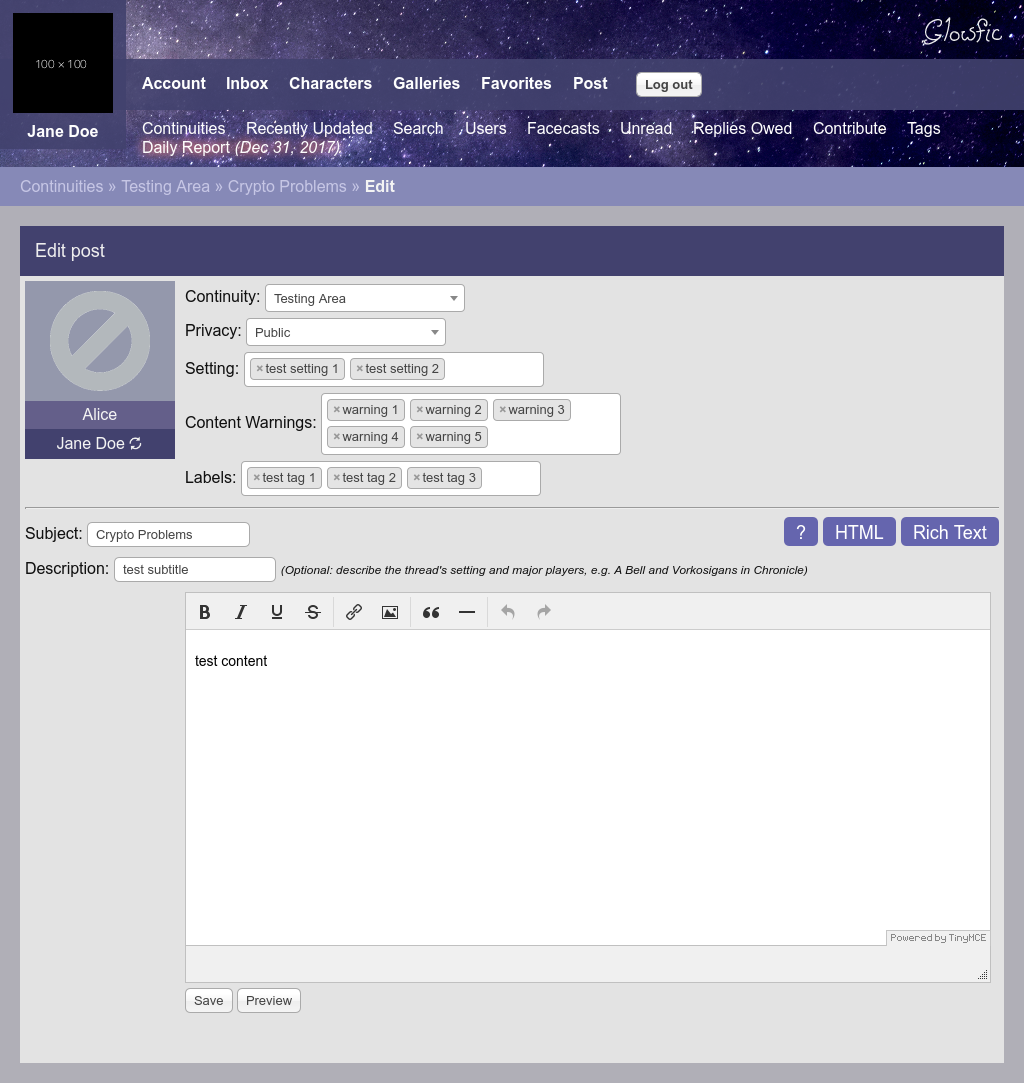 100 × 100
Glowfic
Account Inbox Characters Galleries Favorites Post Log out
Jane Doe
Continuities Recently Updated Search Users Facecasts Unread Replies Owed Contribute Tags
Daily Report (Dec 31, 2017)
Continuities » Testing Area » Crypto Problems » Edit
Edit post
Continuity: Testing Area
Privacy: Public
Setting: × test setting 1 × test setting 2
Content Warnings: × warning 1 × warning 2 × warning 3
× warning 4 × warning 5
Alice
Jane Doe
Labels: × test tag 1 × test tag 2 × test tag 3
Subject: Crypto Problems ? HTML Rich Text
Description: test subtitle (Optional: describe the thread's setting and major players, e.g. A Bell and Vorkosigans in Chronicle)
B I U S
test content
Powered by TinyMCE
Save Preview